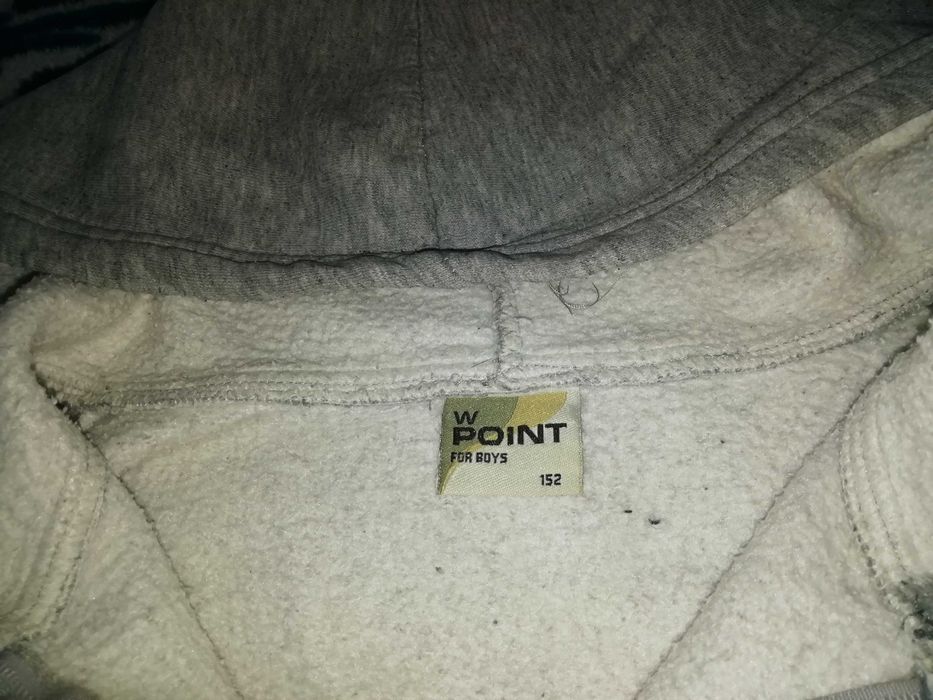 W
POINT
FOR BOYS
152